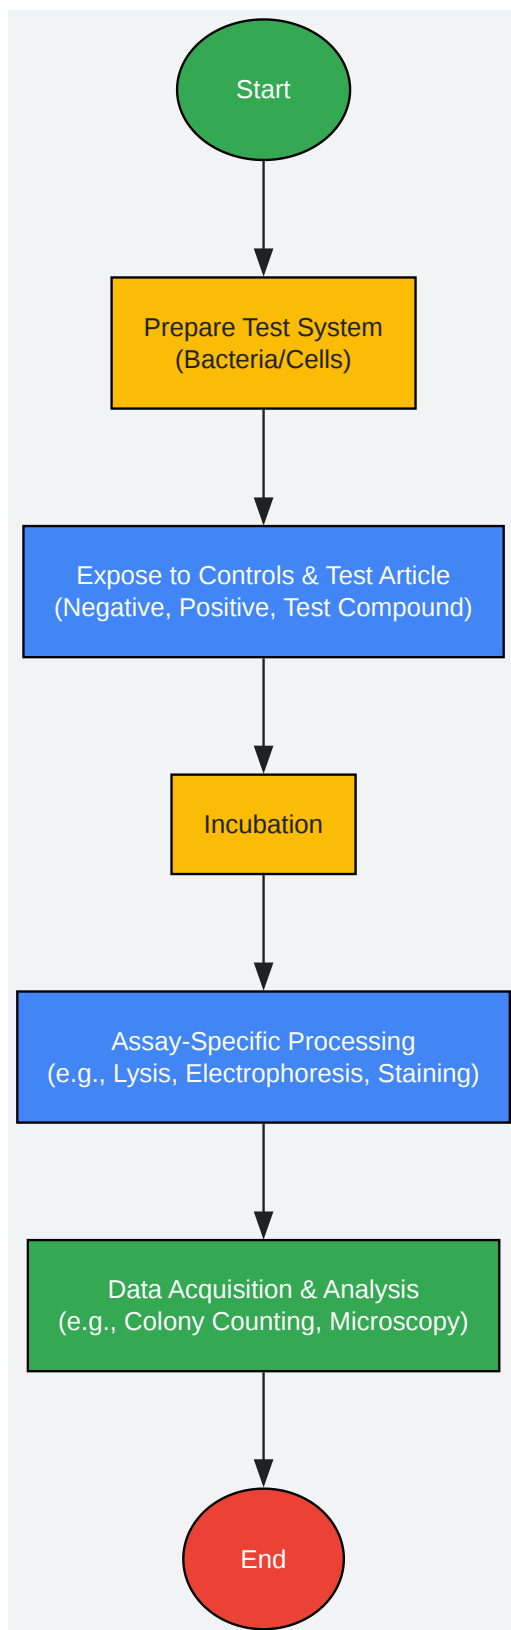 Start
Prepare Test System
(Bacteria/Cells)
Expose to Controls & Test Article
(Negative, Positive, Test Compound)
Incubation
Assay-Specific Processing
(e.g., Lysis, Electrophoresis, Staining)
Data Acquisition & Analysis
(e.g., Colony Counting, Microscopy)
End